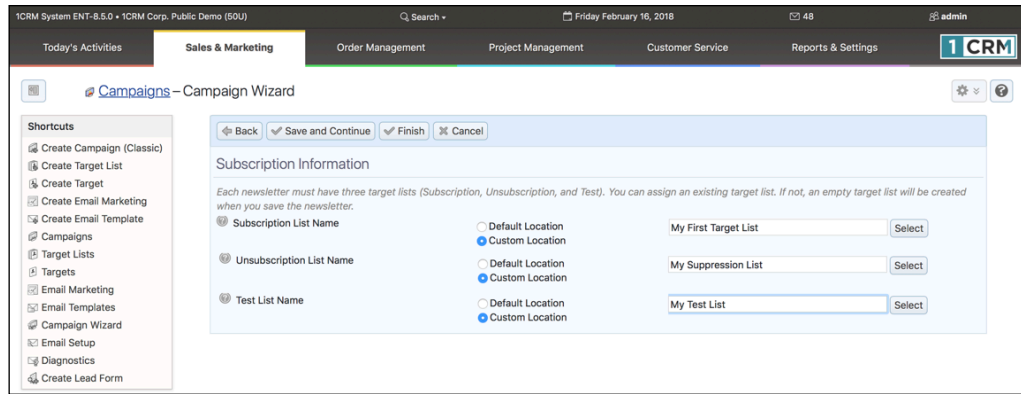 1CRM System ENT-8.5.0 • 1CRM Corp. Public Demo (50U)
Search
Friday February 16, 2018
48
admin
Today's Activities
Sales & Marketing
Order Management
Project Management
Customer Service
Reports & Settings
1 CRM
Campaigns – Campaign Wizard
Shortcuts
Create Campaign (Classic)
Create Target List
Create Target
Create Email Marketing
Create Email Template
Campaigns
Target Lists
Targets
Email Marketing
Email Templates
Campaign Wizard
Email Setup
Diagnostics
Create Lead Form
Back
Save and Continue
Finish
Cancel
Subscription Information
Each newsletter must have three target lists (Subscription, Unsubscription, and Test). You can assign an existing target list. If not, an empty target list will be created
when you save the newsletter.
Subscription List Name
Default Location
Custom Location
My First Target List
Select
Unsubscription List Name
Default Location
Custom Location
My Suppression List
Select
Test List Name
Default Location
Custom Location
My Test List
Select